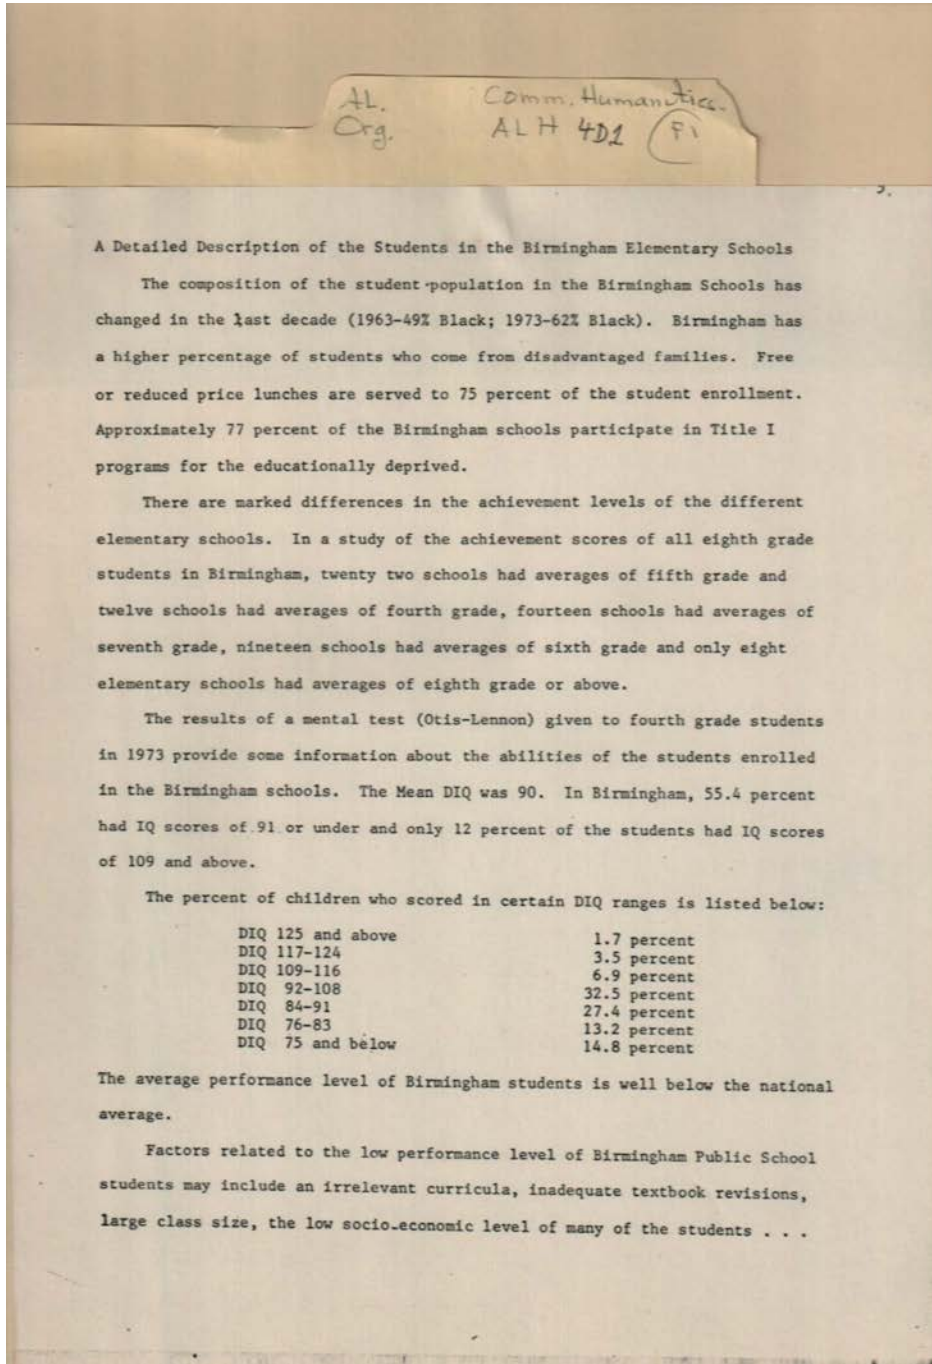 AL. Comm. Humanities.
Org. ALH 4D1 F1
A Detailed Description of the Students in the Birmingham Elementary Schools
The composition of the student population in the Birmingham Schools has
changed in the last decade (1963-49% Black; 1973-62% Black). Birmingham has
a higher percentage of students who come from disadvantaged families. Free
or reduced price lunches are served to 75 percent of the student enrollment.
Approximately 77 percent of the Birmingham schools participate in Title I
programs for the educationally deprived.
There are marked differences in the achievement levels of the different
elementary schools. In a study of the achievement scores of all eighth grade
students in Birmingham, twenty two schools had averages of fifth grade and
twelve schools had averages of fourth grade, fourteen schools had averages of
seventh grade, nineteen schools had averages of sixth grade and only eight
elementary schools had averages of eighth grade or above.
The results of a mental test (Otis-Lennon) given to fourth grade students
in 1973 provide some information about the abilities of the students enrolled
in the Birmingham schools. The Mean DIQ was 90. In Birmingham, 55.4 percent
had IQ scores of 91 or under and only 12 percent of the students had IQ scores
of 109 and above.
The percent of children who scored in certain DIQ ranges is listed below:
DIQ 125 and above 1.7 percent
DIQ 117-124 3.5 percent
DIQ 109-116 6.9 percent
DIQ 92-108 32.5 percent
DIQ 84-91 27.4 percent
DIQ 76-83 13.2 percent
DIQ 75 and below 14.8 percent
The average performance level of Birmingham students is well below the national
average.
Factors related to the low performance level of Birmingham Public School
students may include an irrelevant curricula, inadequate textbook revisions,
large class size, the low socio-economic level of many of the students . . .